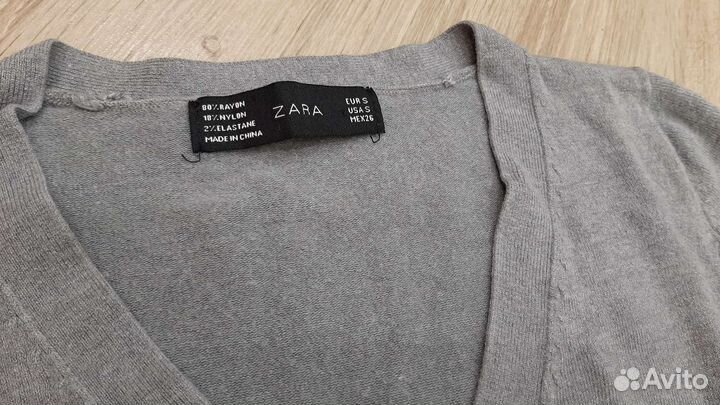 80% RAYON
18% NYLON
2% ELASTANE
MADE IN CHINA
ZARA
EUR S
USA S
MEX 26
Avito